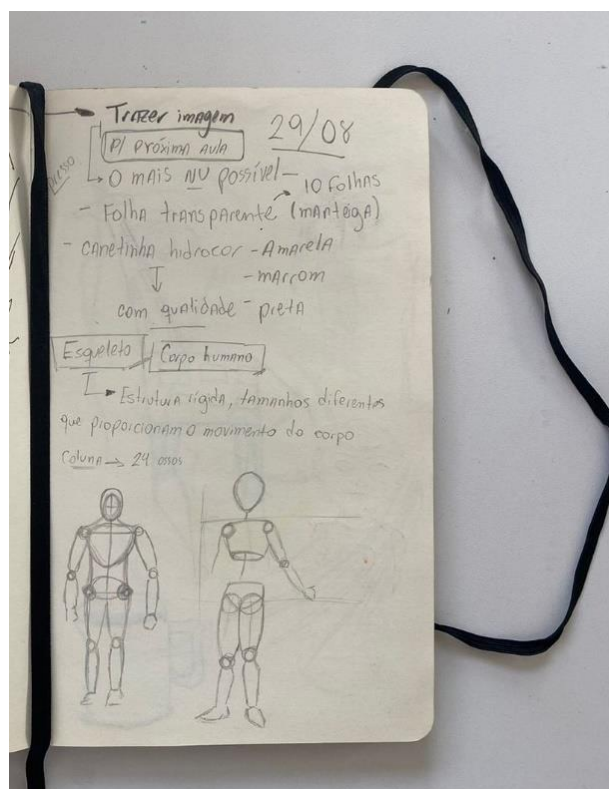 Trazer imagem
29/08
P/ próxima aula
O mais NU possível -
10 folhas
- Folha transparente (manteiga)
- canetinha hidrocor - Amarela
- marrom
com qualidade - preta
Esqueleto Corpo humano
Estrutura rígida, tamanhos diferentes
que proporcionam o movimento do corpo
Coluna → 24 ossos